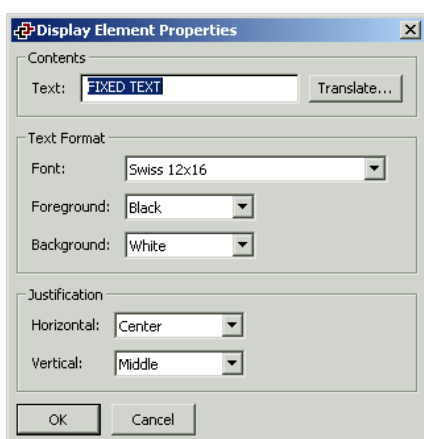 Display Element Properties
Contents
Text: FIXED TEXT Translate...
Text Format
Font: Swiss 12x16
Foreground: Black
Background: White
Justification
Horizontal: Center
Vertical: Middle
OK Cancel